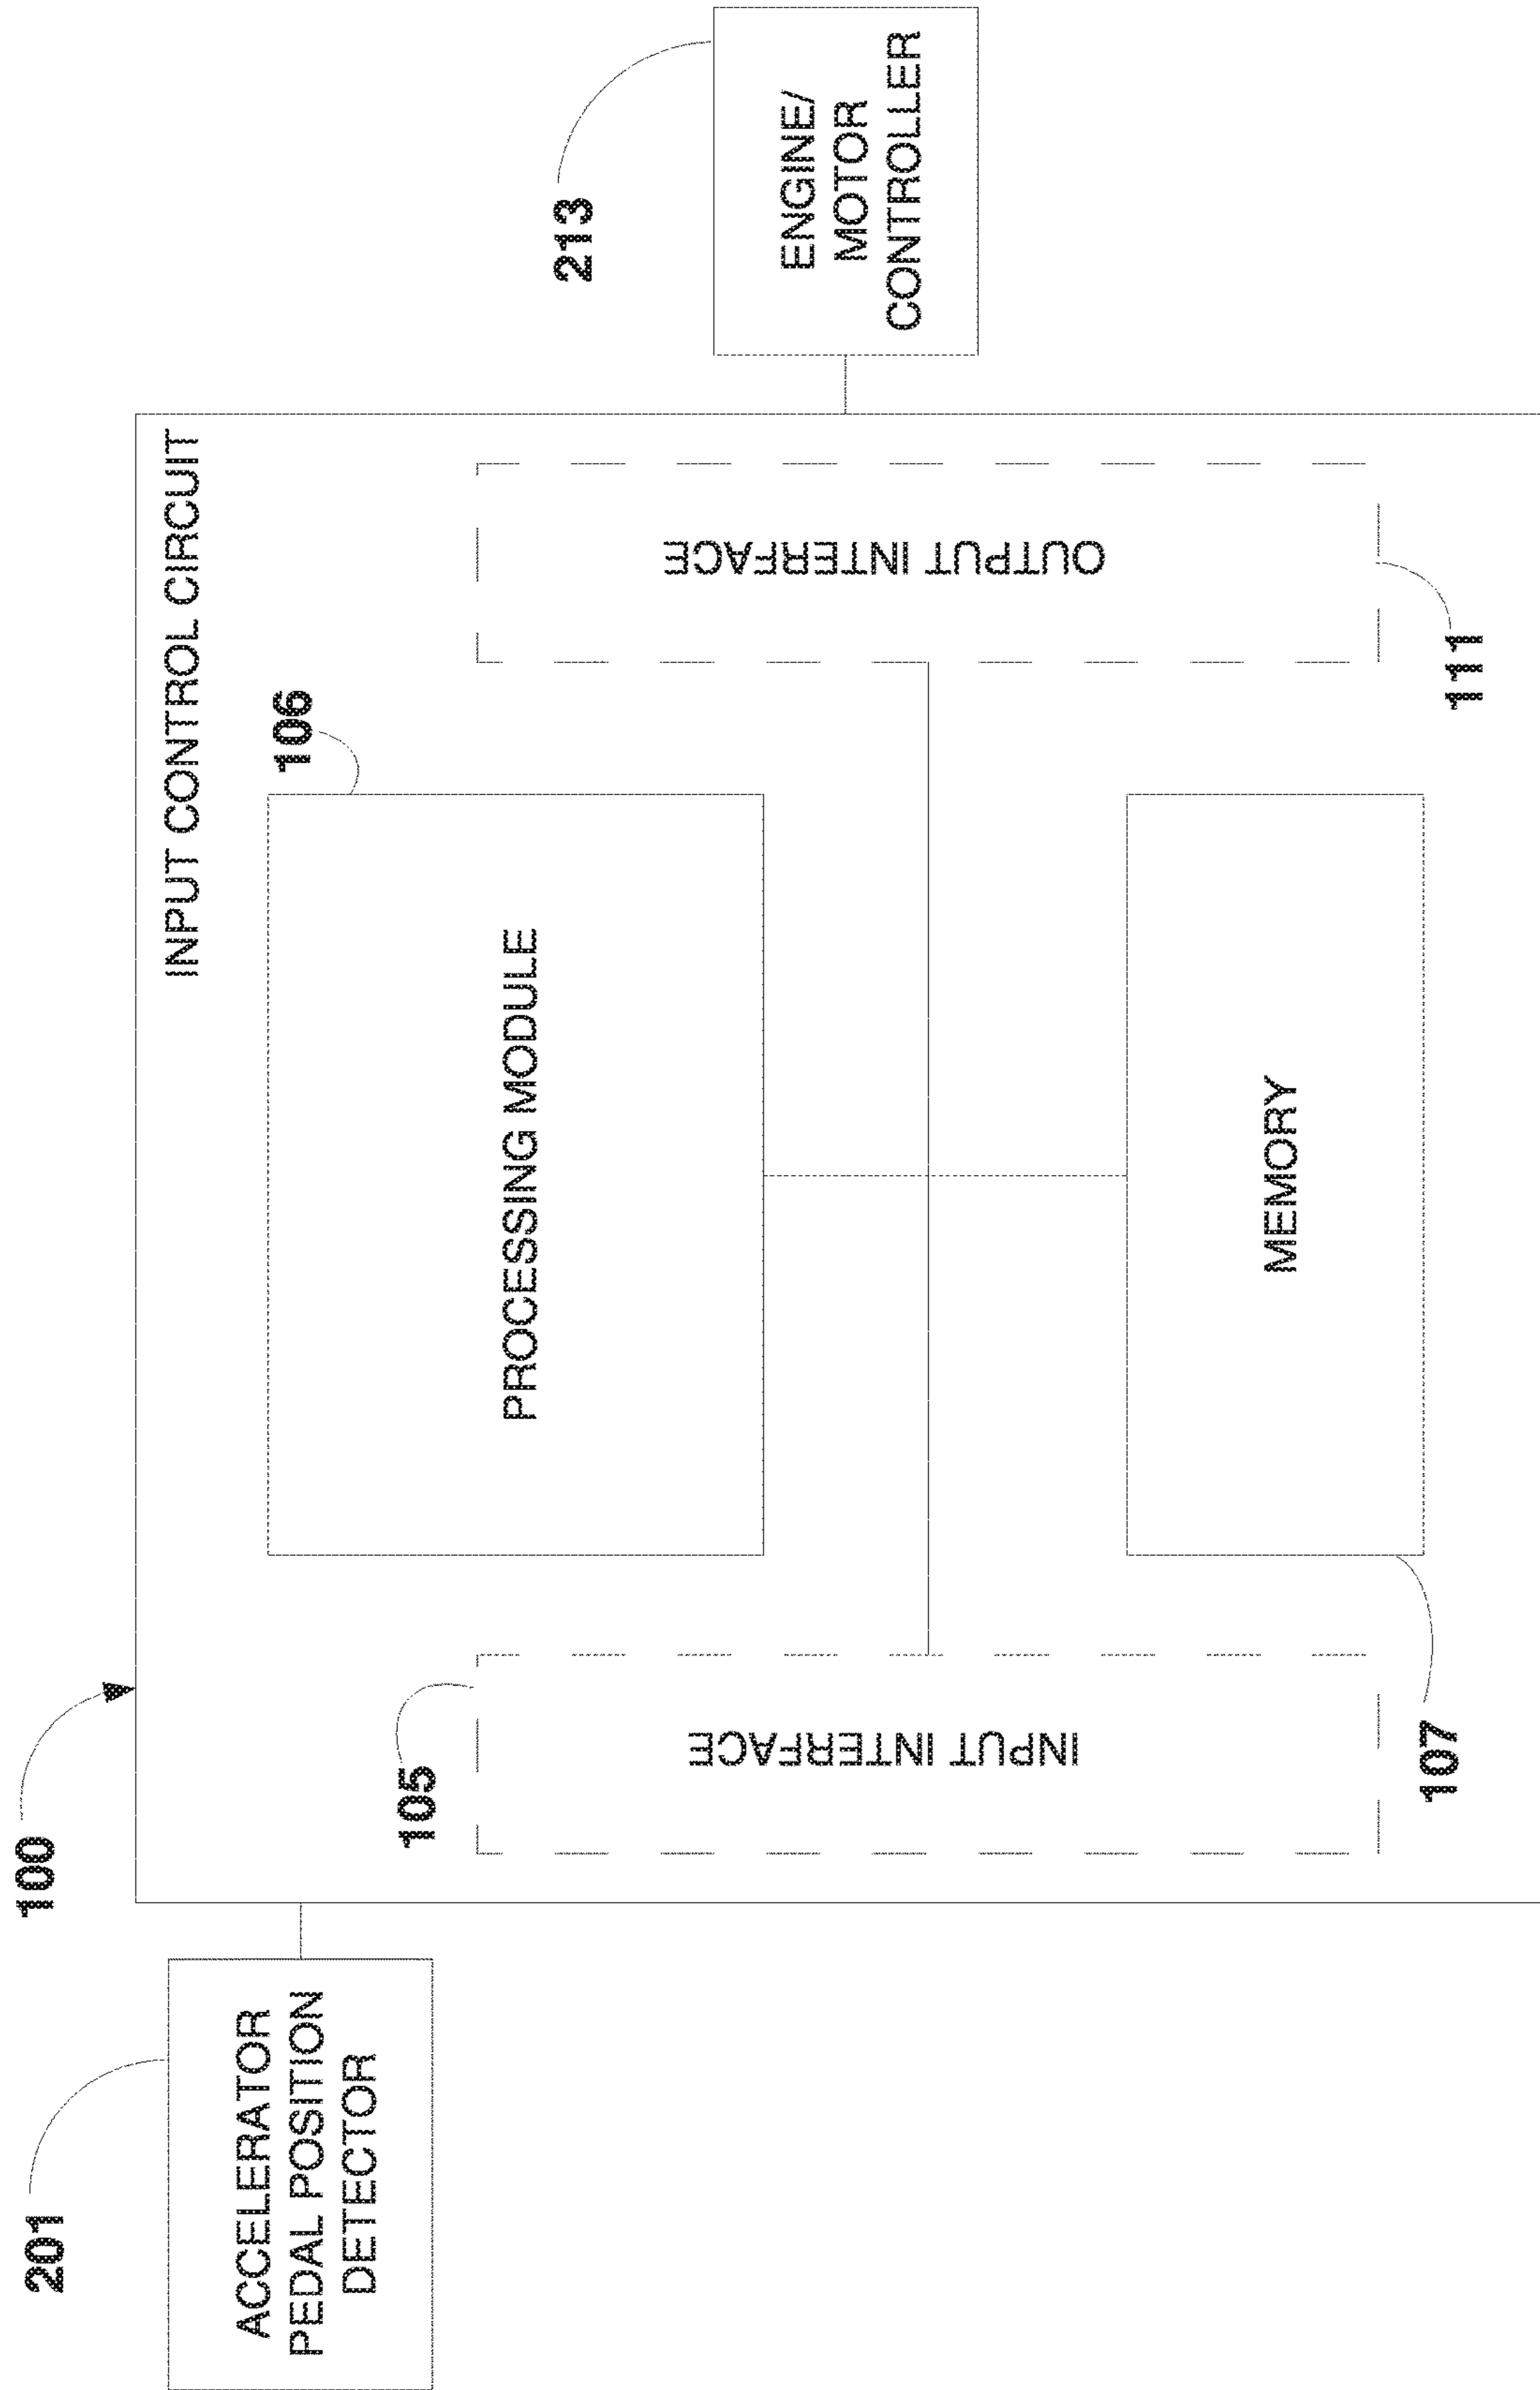 100
INPUT CONTROL CIRCUIT
201
ACCELERATOR
PEDAL POSITION
DETECTOR
105
INPUT INTERFACE
106
PROCESSING MODULE
107
MEMORY
OUTPUT INTERFACE
111
213
ENGINE/
MOTOR
CONTROLLER